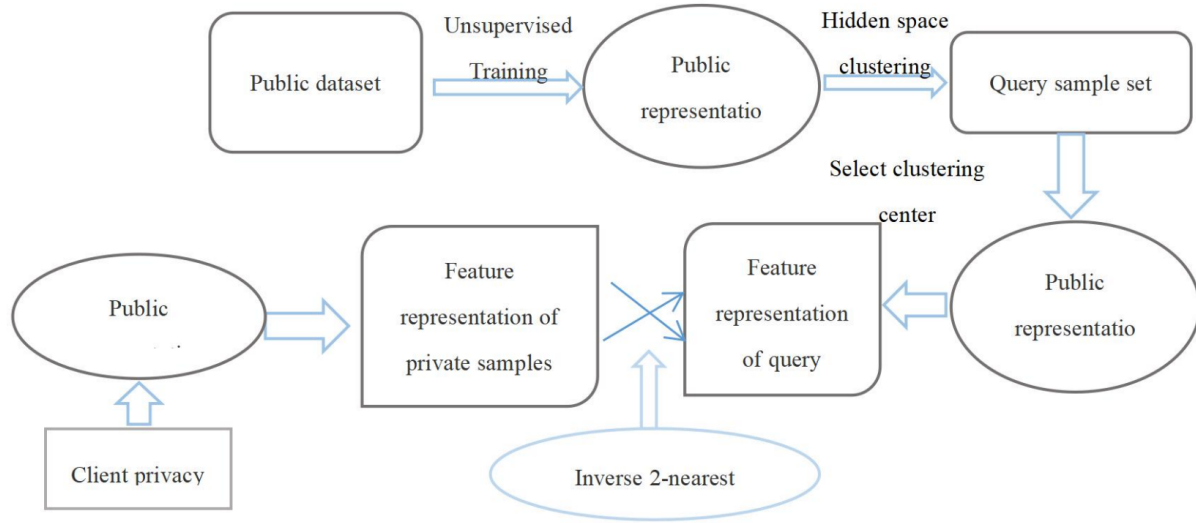 Unsupervised
Training
Hidden space
clustering
Public dataset
Public
representatio
Query sample set
Select clustering
center
Public
Feature
representation of
private samples
Feature
representation
of query
Public
representatio
Client privacy
Inverse 2-nearest